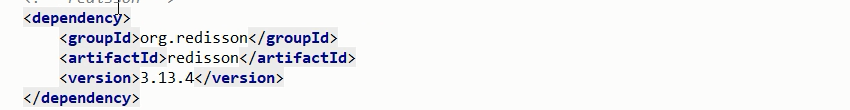 <dependency>
<groupId>org.redisson</groupId>
<artifactId>redisson</artifactId>
<version>3.13.4</version>
</dependency>